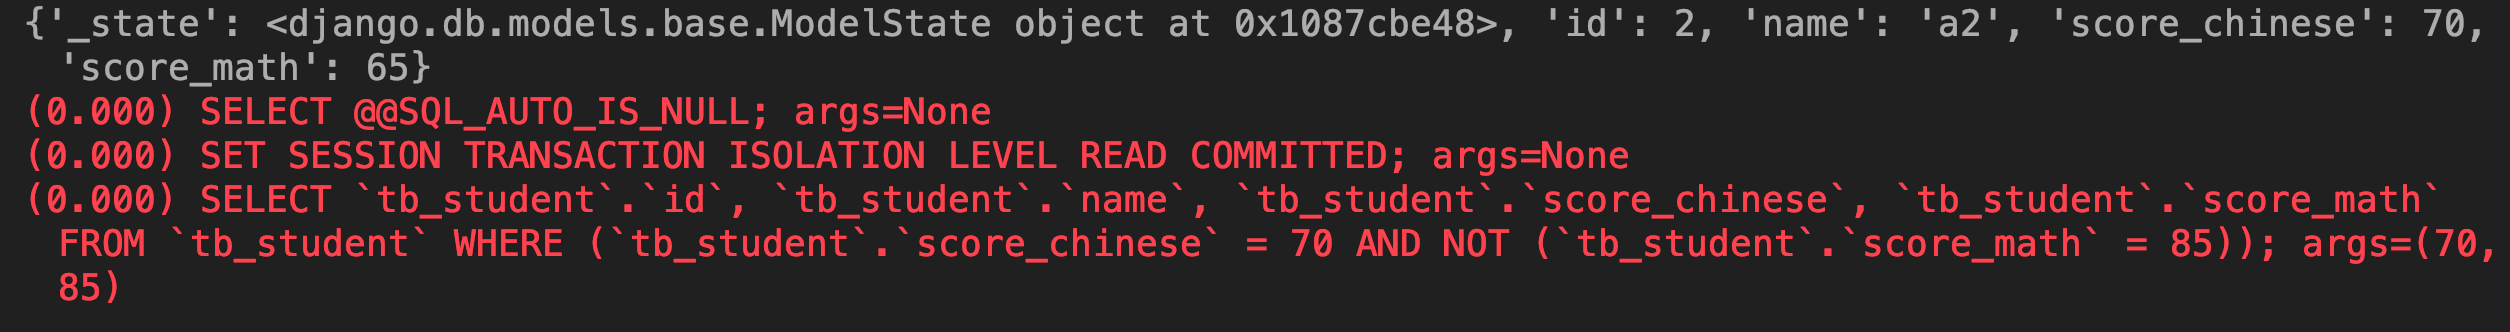 {'_state': <django.db.models.base.ModelState object at 0x1087cbe48>, 'id': 2, 'name': 'a2', 'score_chinese': 70,
'score_math': 65}
(0.000) SELECT @@SQL_AUTO_IS_NULL; args=None
(0.000) SET SESSION TRANSACTION ISOLATION LEVEL READ COMMITTED; args=None
(0.000) SELECT `tb_student`.`id`, `tb_student`.`name`, `tb_student`.`score_chinese`, `tb_student`.`score_math`
FROM `tb_student` WHERE (`tb_student`.`score_chinese` = 70 AND NOT (`tb_student`.`score_math` = 85)); args=(70,
85)